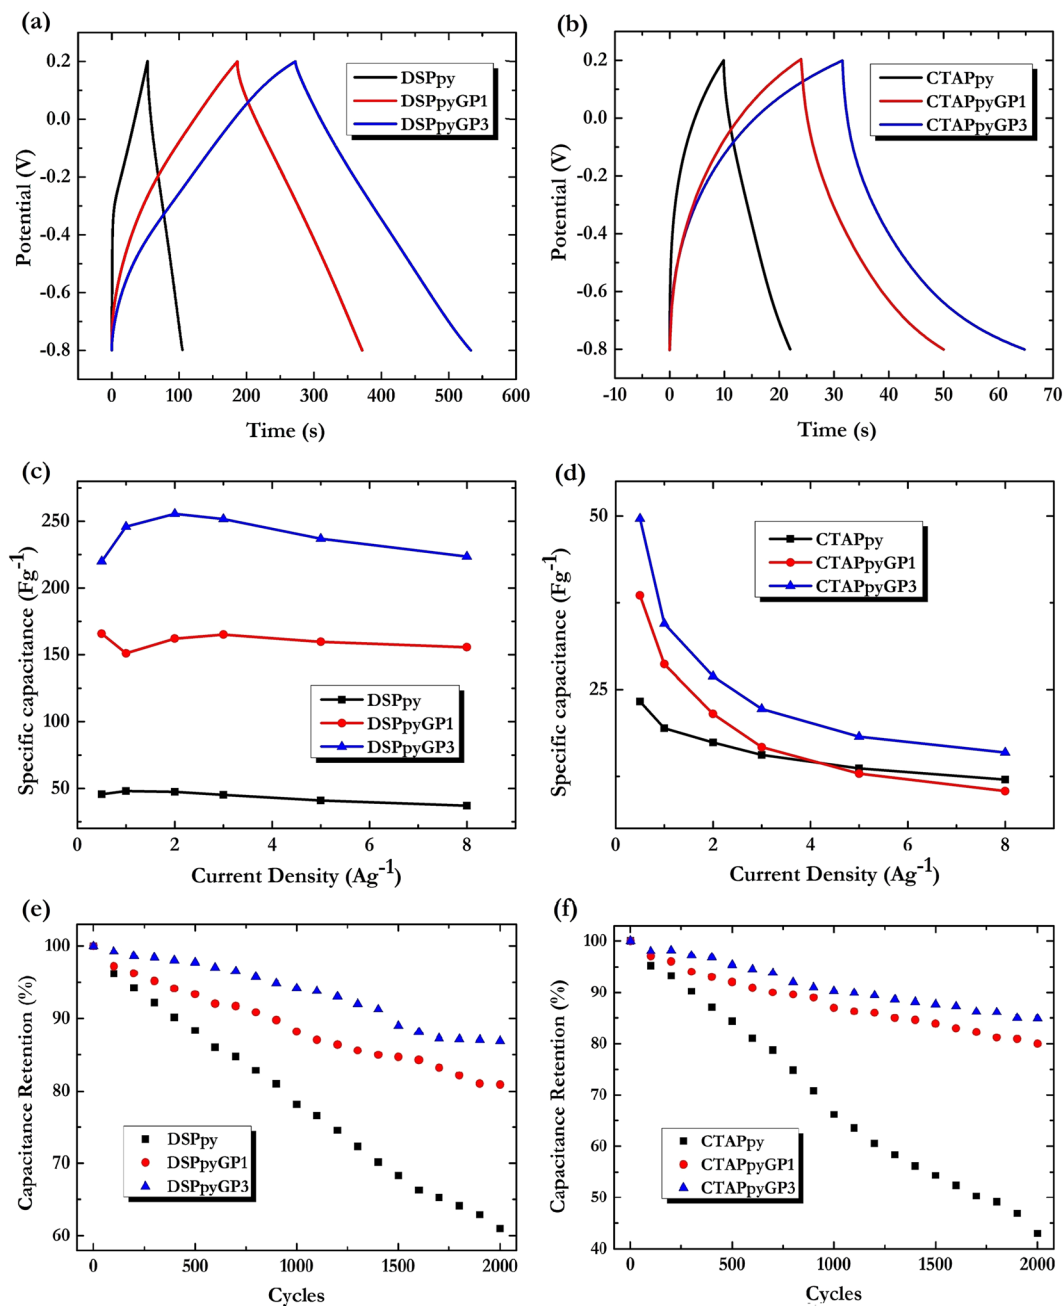 (a)
0.2
0.0
-0.2
-0.4
-0.6
-0.8
Potential (V)
DSPpy
DSPpyGP1
DSPpyGP3
0 100 200 300 400 500 600
Time (s)
(b)
0.2
0.0
-0.2
-0.4
-0.6
-0.8
Potential (V)
CTAPpy
CTAPpyGP1
CTAPpyGP3
-10 0 10 20 30 40 50 60 70
Time (s)
(c)
250
200
150
100
50
Specific capacitance (Fg-1)
DSPpy
DSPpyGP1
DSPpyGP3
0 2 4 6 8
Current Density (Ag-1)
(d)
50
25
Specific capacitance (Fg-1)
CTAPpy
CTAPpyGP1
CTAPpyGP3
0 2 4 6 8
Current Density (Ag-1)
(e)
100
90
80
70
60
Capacitance Retention (%)
DSPpy
DSPpyGP1
DSPpyGP3
0 500 1000 1500 2000
Cycles
(f)
100
90
80
70
60
50
40
Capacitance Retention (%)
CTAPpy
CTAPpyGP1
CTAPpyGP3
0 500 1000 1500 2000
Cycles